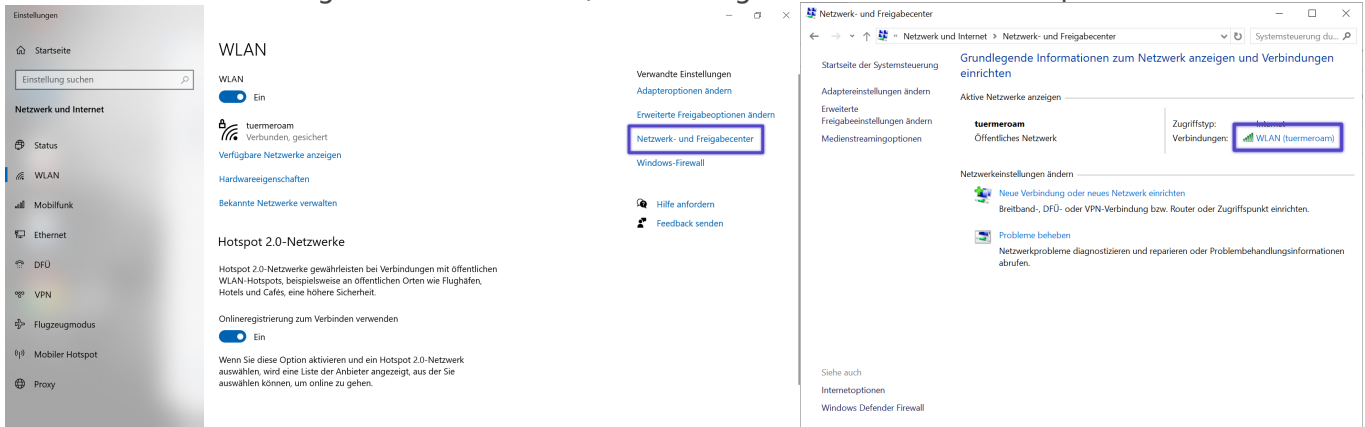 Einstellungen
Startseite
Einstellung suchen
Netzwerk und Internet
Status
WLAN
Mobilfunk
Ethernet
DFÜ
VPN
Flugzeugmodus
Mobiler Hotspot
Proxy
WLAN
WLAN
Ein
tuermeroam
Verbunden, gesichert
Verfügbare Netzwerke anzeigen
Hardwareeigenschaften
Bekannte Netzwerke verwalten
Hotspot 2.0-Netzwerke
Hotspot 2.0-Netzwerke gewährleisten bei Verbindungen mit öffentlichen
WLAN-Hotspots, beispielsweise an öffentlichen Orten wie Flughäfen,
Hotels und Cafés, eine höhere Sicherheit.
Onlineregistrierung zum Verbinden verwenden
Ein
Wenn Sie diese Option aktivieren und ein Hotspot 2.0-Netzwerk
auswählen, wird eine Liste der Anbieter angezeigt, aus der Sie
auswählen können, um online zu gehen.
Verwandte Einstellungen
Adapteroptionen ändern
Erweiterte Freigabeoptionen ändern
Netzwerk- und Freigabecenter
Windows-Firewall
Hilfe anfordern
Feedback senden
Netzwerk- und Freigabecenter
« Netzwerk und Internet > Netzwerk- und Freigabecenter
Systemsteuerung du...
Startseite der Systemsteuerung
Adaptereinstellungen ändern
Erweiterte
Freigabeeinstellungen ändern
Medienstreamingoptionen
Grundlegende Informationen zum Netzwerk anzeigen und Verbindungen
einrichten
Aktive Netzwerke anzeigen
tuermeroam
Öffentliches Netzwerk
Zugriffstyp: Internet
Verbindungen: WLAN (tuermeroam)
Netzwerkeinstellungen ändern
Neue Verbindung oder neues Netzwerk einrichten
Breitband-, DFÜ- oder VPN-Verbindung bzw. Router oder Zugriffspunkt einrichten.
Probleme beheben
Netzwerkprobleme diagnostizieren und reparieren oder Problembehandlungsinformationen
abrufen.
Siehe auch
Internetoptionen
Windows Defender Firewall